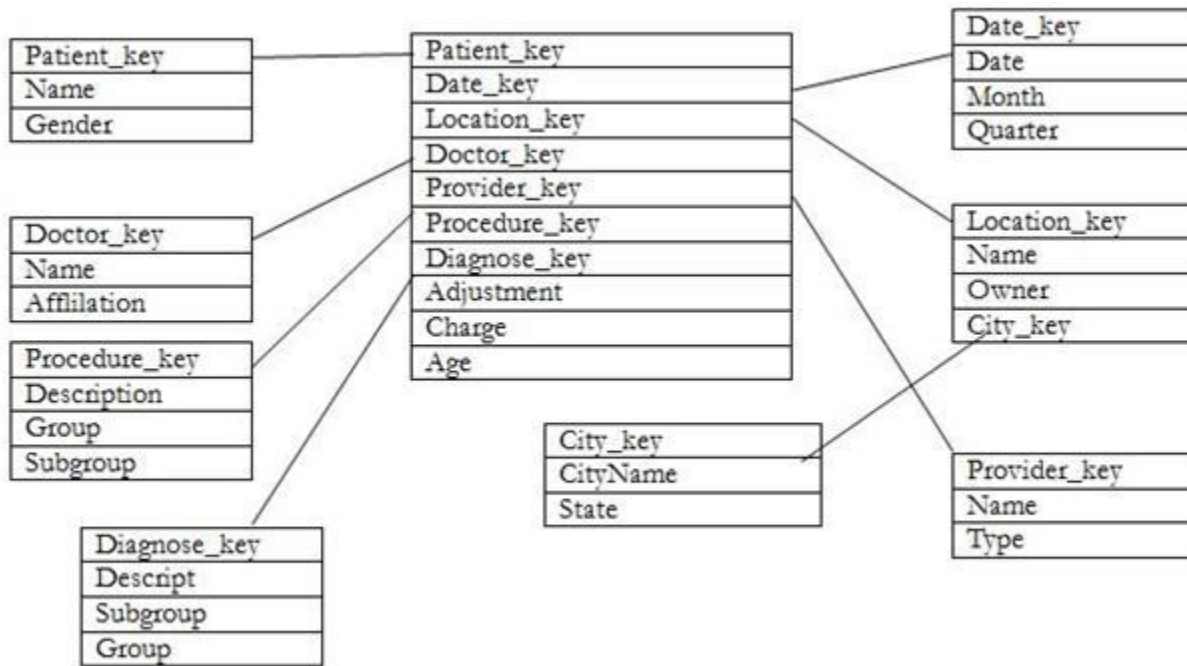 Patient_key
Name
Gender
Doctor_key
Name
Afflilation
Procedure_key
Description
Group
Subgroup
Diagnose_key
Descript
Subgroup
Group
Patient_key
Date_key
Location_key
Doctor_key
Provider_key
Procedure_key
Diagnose_key
Adjustment
Charge
Age
City_key
CityName
State
Date_key
Date
Month
Quarter
Location_key
Name
Owner
City_key
Provider_key
Name
Type